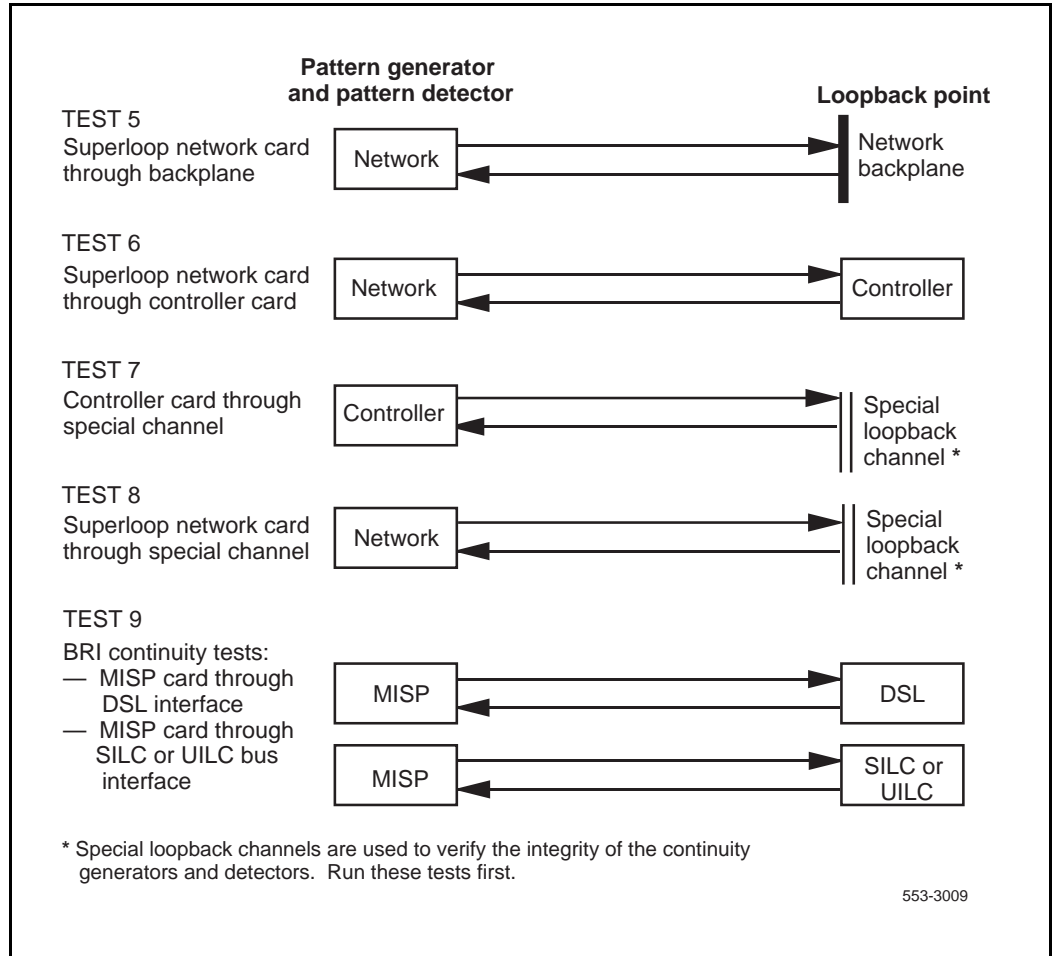 Pattern generator
and pattern detector
Loopback point
TEST 5
Superloop network card
through backplane
Network
Network
backplane
TEST 6
Superloop network card
through controller card
Network
Controller
TEST 7
Controller card through
special channel
Controller
Special
loopback
channel *
TEST 8
Superloop network card
through special channel
Network
Special
loopback
channel *
TEST 9
BRI continuity tests:
— MISP card through
DSL interface
— MISP card through
SILC or UILC bus
interface
MISP
DSL
MISP
SILC or
UILC
* Special loopback channels are used to verify the integrity of the continuity
generators and detectors. Run these tests first.
553-3009